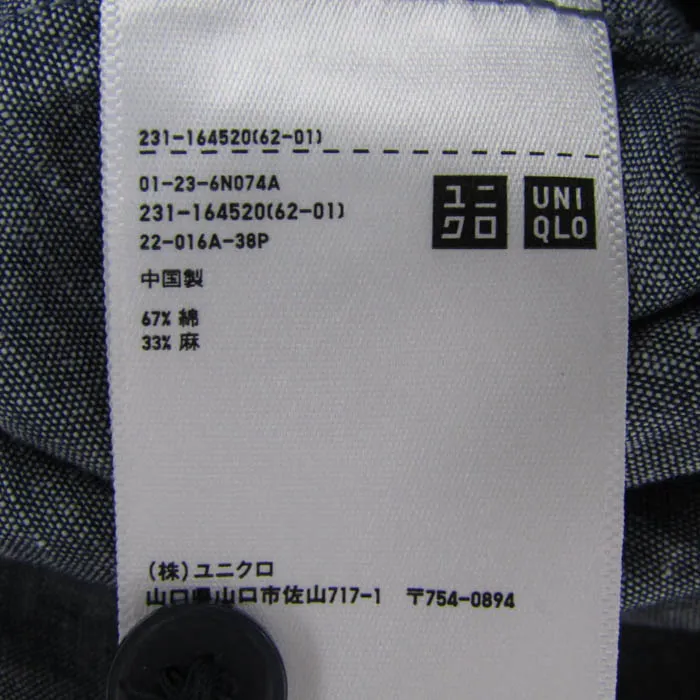 231-164520(62-01)
01-23-6N074A
231-164520(62-01)
22-016A-38P
ユニ
クロ
UNI
QLO
中国製
67% 綿
33% 麻
(株)ユニクロ
山口県山口市佐山717-1 〒754-0894